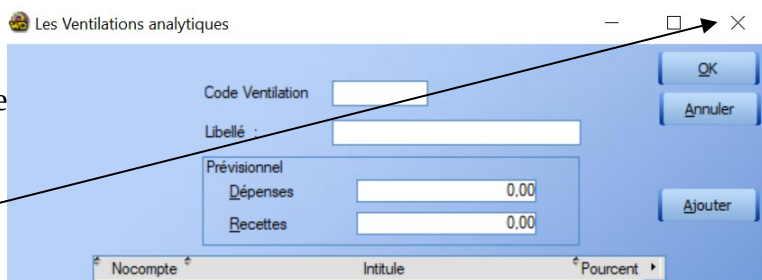 Les Ventilations analytiques
OK
Code Ventilation
e
Annuler
Libellé :
Prévisionnel
Dépenses 0,00
Ajouter
Recettes 0,00
Nocompte Intitule Pourcent